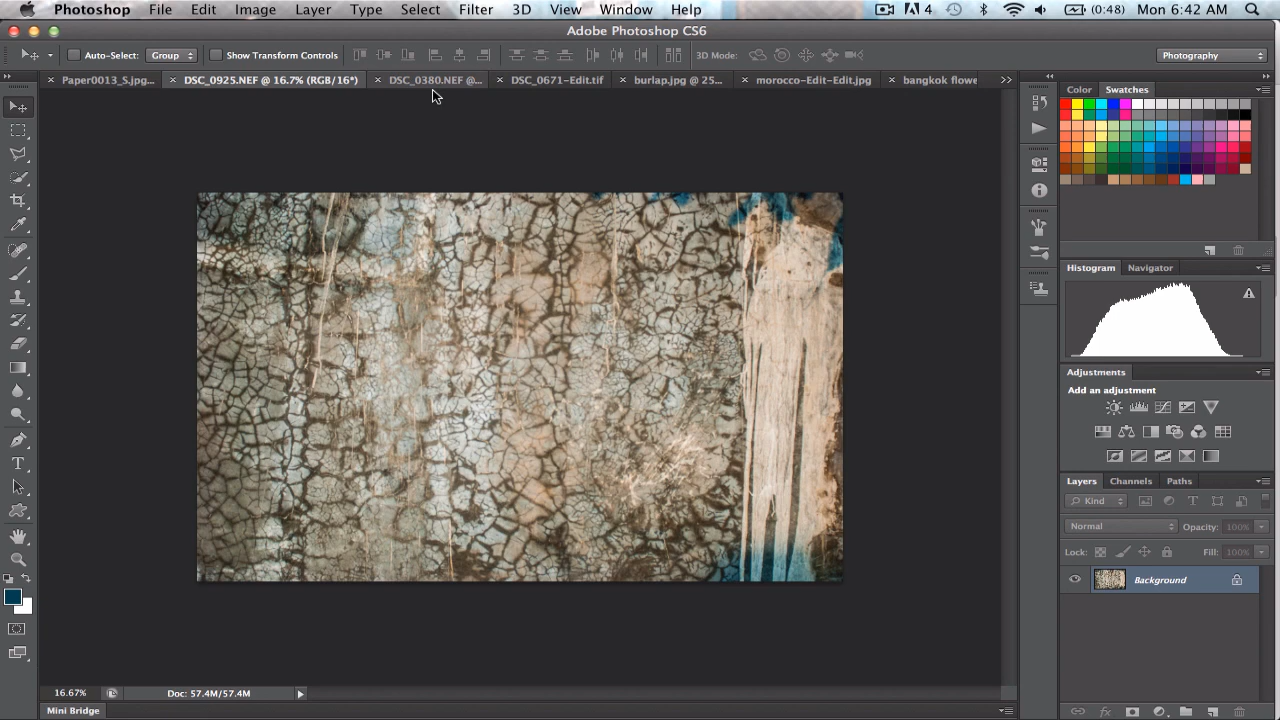 Photoshop File Edit Image Layer Type Select Filter 3D View Window Help 4 (0:48) Mon 6:42 AM
Adobe Photoshop CS6
Auto-Select: Group Show Transform Controls 3D Mode: Photography
Paper0013_S.jpg... DSC_0925.NEF @ 16.7% (RGB/16*) DSC_0380.NEF @... DSC_0671-Edit.tif burlap.jpg @ 25... morocco-Edit-Edit.jpg bangkok flowe
Color Swatches
Histogram Navigator
Adjustments
Add an adjustment
Layers Channels Paths
Kind
Normal Opacity: 100%
Lock: Fill: 100%
Background
16.67% Doc: 57.4M/57.4M
Mini Bridge